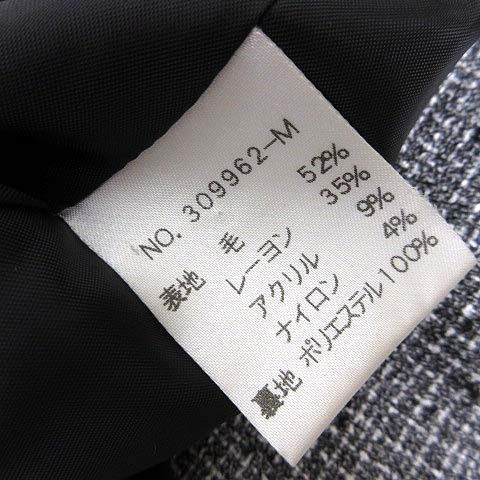 NO. 309962-M
表地 毛 52%
レーヨン 35%
アクリル 9%
ナイロン 4%
裏地 ポリエステル100%